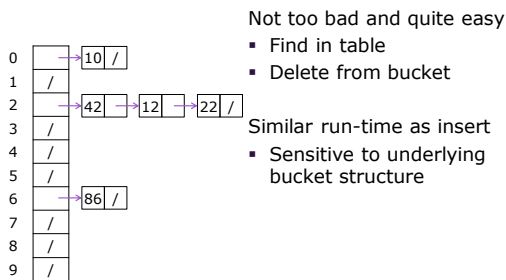 Not too bad and quite easy
▪ Find in table
▪ Delete from bucket
Similar run-time as insert
▪ Sensitive to underlying
bucket structure
0 10 /
1 /
2 42 12 22 /
3 /
4 /
5 /
6 86 /
7 /
8 /
9 /